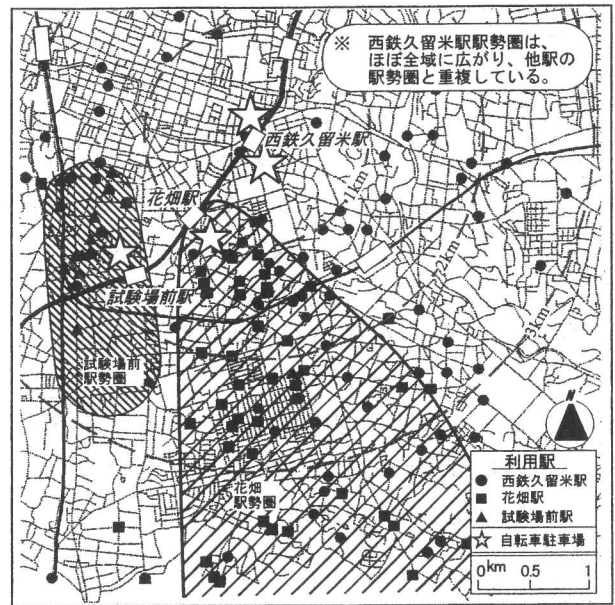 ※ 西鉄久留米駅駅勢圏は、
ほぼ全域に広がり、他駅の
駅勢圏と重複している。
西鉄久留米駅
花畑駅
1km
2km
3km
試験場前駅
試験場前
駅勢圏
花畑
駅勢圏
N
利用駅
● 西鉄久留米駅
■ 花畑駅
▲ 試験場前駅
☆ 自転車駐車場
0km 0.5 1